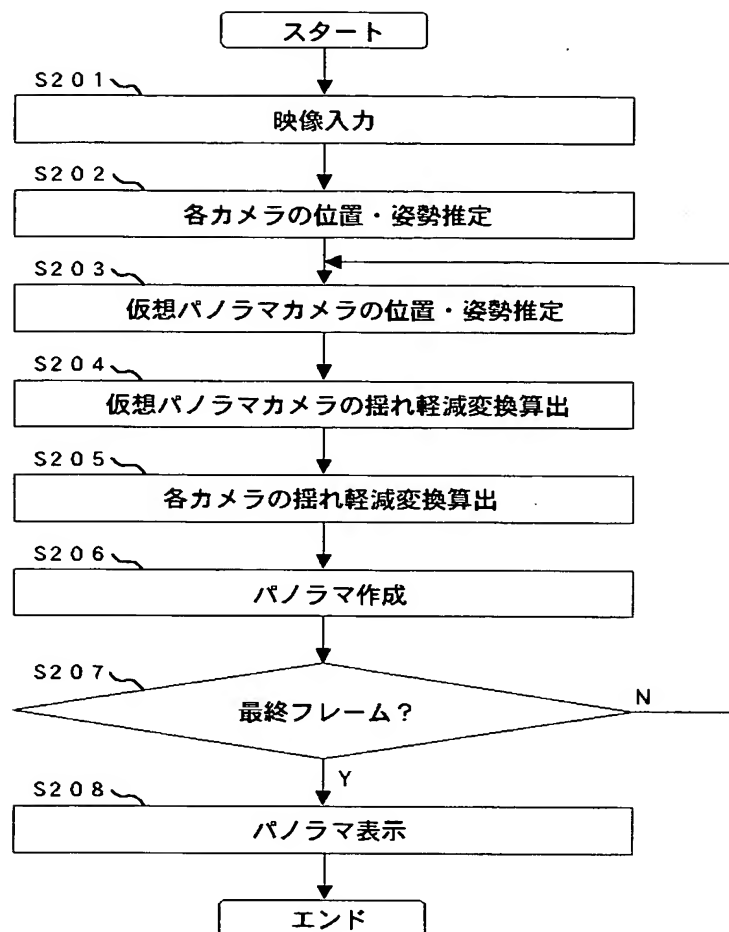 スタート
S201
映像入力
S202
各カメラの位置・姿勢推定
S203
仮想パノラマカメラの位置・姿勢推定
S204
仮想パノラマカメラの揺れ軽減変換算出
S205
各カメラの揺れ軽減変換算出
S206
パノラマ作成
S207
最終フレーム？
N
Y
S208
パノラマ表示
エンド